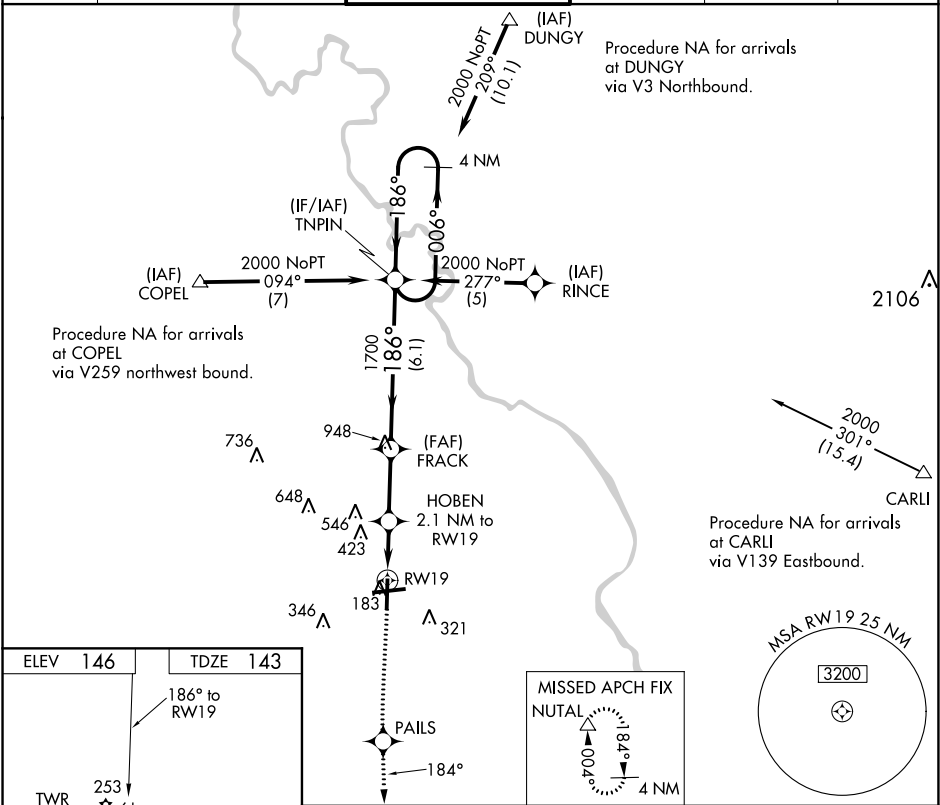 (IAF)
DUNGY
2000 NoPT
209°
(10.1)
Procedure NA for arrivals
at DUNGY
via V3 Northbound.
4 NM
186°
006°
(IF/IAF)
TNPIN
(IAF)
COPEL
2000 NoPT
094°
(7)
2000 NoPT
277°
(5)
(IAF)
RINCE
2106
Procedure NA for arrivals
at COPEL
via V259 northwest bound.
1700
186°
(6.1)
948
(FAF)
FRACK
736
2000
301°
(15.4)
CARLI
648
546
423
HOBEN
2.1 NM to
RW19
Procedure NA for arrivals
at CARLI
via V139 Eastbound.
RW19
183
346
321
MSA RW19 25 NM
3200
ELEV 146
TDZE 143
186° to
RW19
TWR
253
PAILS
184°
MISSED APCH FIX
NUTAL
184°
004°
4 NM